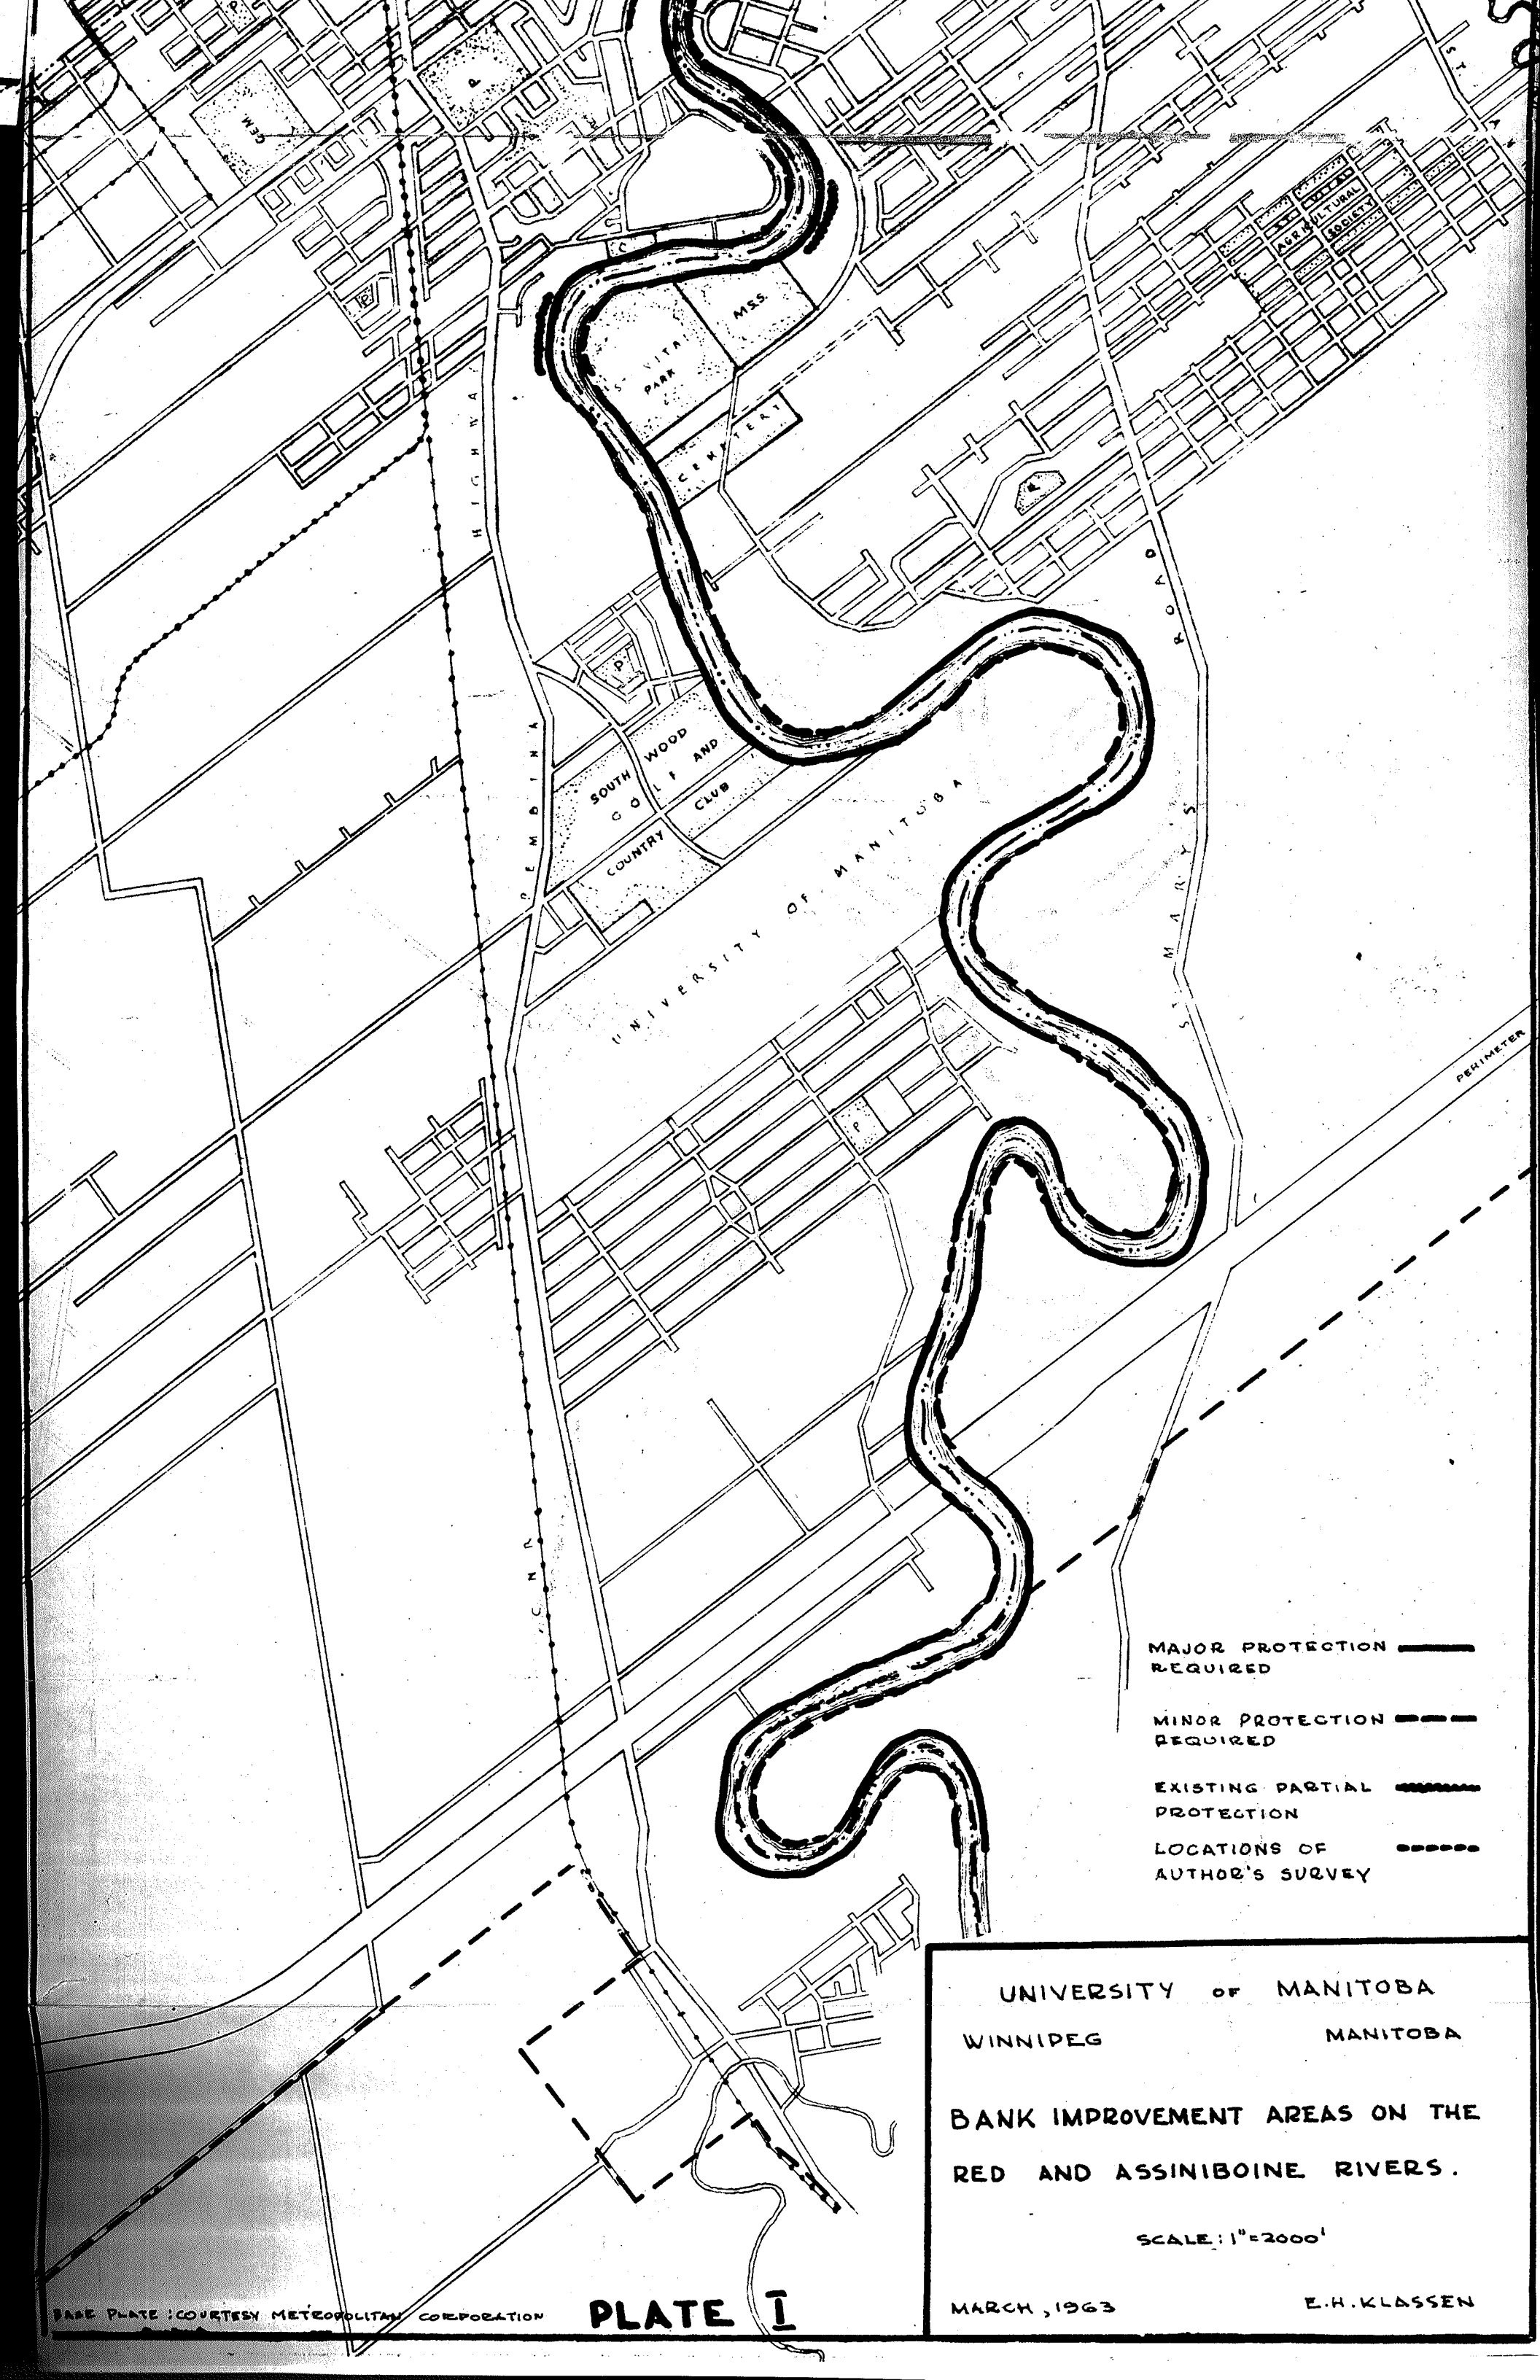 P
P
ST.
ST. VITAL
AGRICULTURAL
SOCIETY
C
P
M.S.S.
VITAL
PARK
CEMETERY
HIGHWAY
P
ROAD
P
SOUTH WOOD
GOLF AND
COUNTRY CLUB
PEMBINA
UNIVERSITY OF MANITOBA
ST. MARY'S
PERIMETER
P
C N R
MAJOR PROTECTION
REQUIRED
MINOR PROTECTION
REQUIRED
EXISTING PARTIAL
PROTECTION
LOCATIONS OF
AUTHOR'S SURVEY
UNIVERSITY OF MANITOBA
WINNIPEG MANITOBA
BANK IMPROVEMENT AREAS ON THE
RED AND ASSINIBOINE RIVERS.
SCALE: 1"=2000'
MARCH, 1963 E.H. KLASSEN
BASE PLATE: COURTESY METROPOLITAN CORPORATION
PLATE I